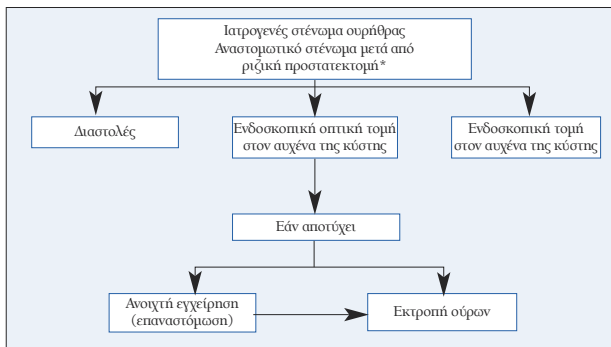 Ιατρογενές στένωμα ουρήθρας
Αναστομωτικό στένωμα μετά από
ριζική προστατεκτομή*
Διαστολές
Ενδοσκοπική οπτική τομή
στον αυχένα της κύστης
Ενδοσκοπική τομή
στον αυχένα της κύστης
Εάν αποτύχει
Ανοιχτή εγχείρηση
(επαναστόμωση)
Εκτροπή ούρων